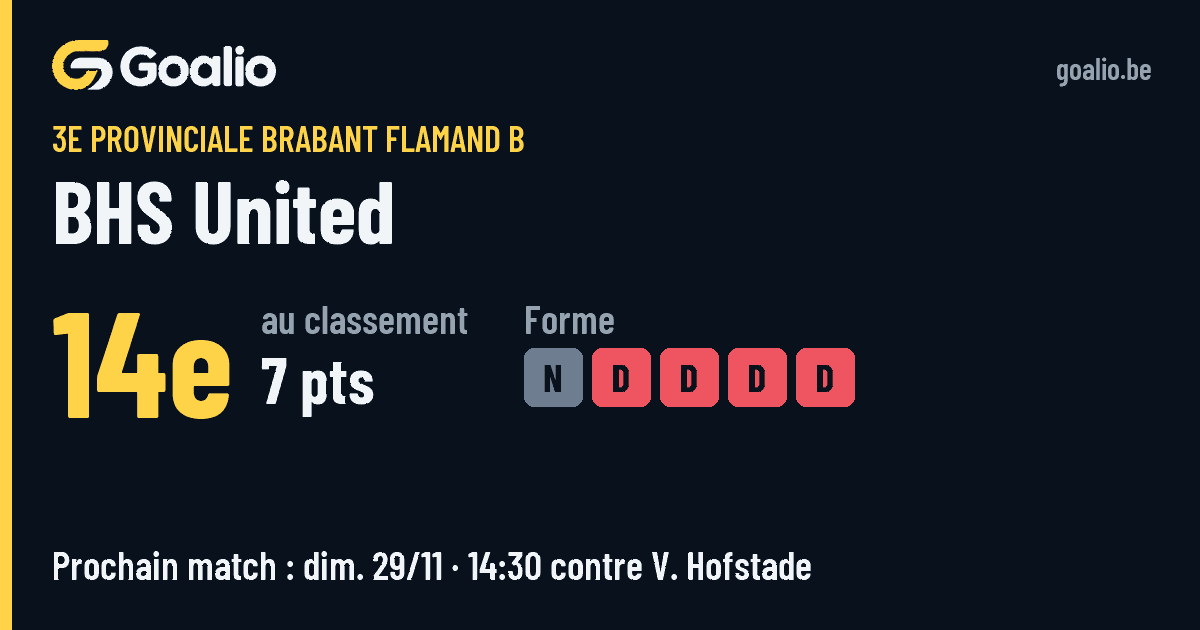 Goalio
goalio.be
3E PROVINCIALE BRABANT FLAMAND B
BHS United
14e
au classement
7 pts
Forme
N D D D D
Prochain match : dim. 29/11 · 14:30 contre V. Hofstade